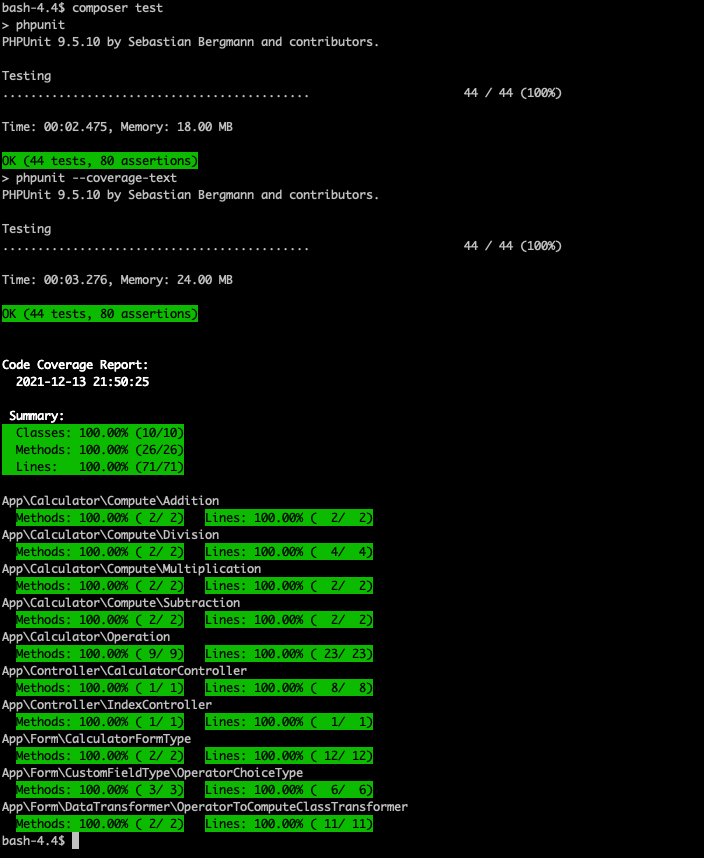 bash-4.4$ composer test
> phpunit
PHPUnit 9.5.10 by Sebastian Bergmann and contributors.
Testing
............................................ 44 / 44 (100%)
Time: 00:02.475, Memory: 18.00 MB
OK (44 tests, 80 assertions)
> phpunit --coverage-text
PHPUnit 9.5.10 by Sebastian Bergmann and contributors.
Testing
............................................ 44 / 44 (100%)
Time: 00:03.276, Memory: 24.00 MB
OK (44 tests, 80 assertions)
Code Coverage Report:
2021-12-13 21:50:25
Summary:
Classes: 100.00% (10/10)
Methods: 100.00% (26/26)
Lines: 100.00% (71/71)
App\Calculator\Compute\Addition
Methods: 100.00% ( 2/ 2) Lines: 100.00% ( 2/ 2)
App\Calculator\Compute\Division
Methods: 100.00% ( 2/ 2) Lines: 100.00% ( 4/ 4)
App\Calculator\Compute\Multiplication
Methods: 100.00% ( 2/ 2) Lines: 100.00% ( 2/ 2)
App\Calculator\Compute\Subtraction
Methods: 100.00% ( 2/ 2) Lines: 100.00% ( 2/ 2)
App\Calculator\Operation
Methods: 100.00% ( 9/ 9) Lines: 100.00% ( 23/ 23)
App\Controller\CalculatorController
Methods: 100.00% ( 1/ 1) Lines: 100.00% ( 8/ 8)
App\Controller\IndexController
Methods: 100.00% ( 1/ 1) Lines: 100.00% ( 1/ 1)
App\Form\CalculatorFormType
Methods: 100.00% ( 2/ 2) Lines: 100.00% ( 12/ 12)
App\Form\CustomFieldType\OperatorChoiceType
Methods: 100.00% ( 3/ 3) Lines: 100.00% ( 6/ 6)
App\Form\DataTransformer\OperatorToComputeClassTransformer
Methods: 100.00% ( 2/ 2) Lines: 100.00% ( 11/ 11)
bash-4.4$